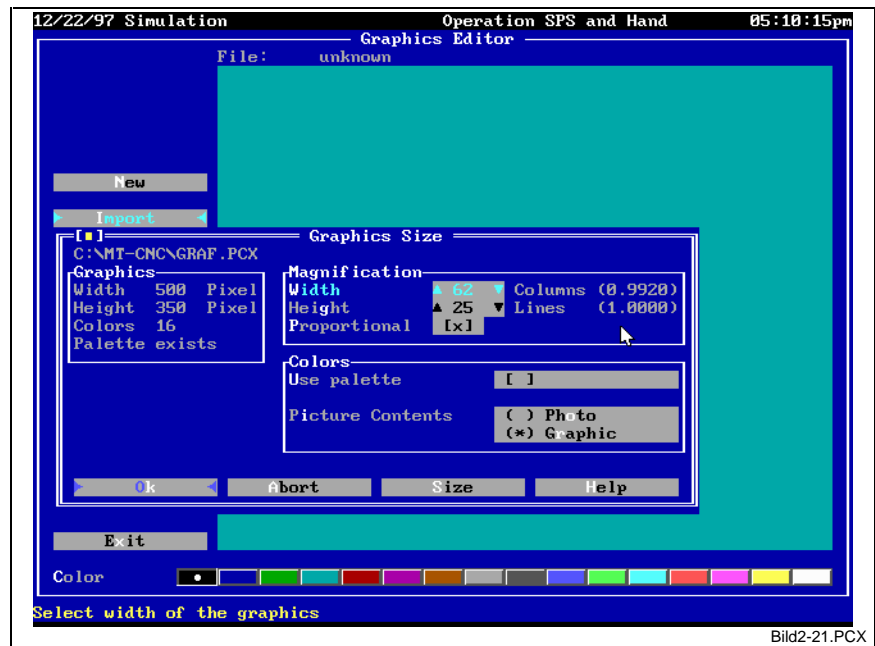 12/22/97 Simulation Operation SPS and Hand 05:10:15pm
Graphics Editor
File: unknown
New
Import
[■] Graphics Size
C:\MT-CNC\GRAF.PCX
Graphics
Width 500 Pixel
Height 350 Pixel
Colors 16
Palette exists
Magnification
Width ▲ 62 ▼ Columns (0.9920)
Height ▲ 25 ▼ Lines (1.0000)
Proportional [x]
Colors
Use palette [ ]
Picture Contents ( ) Photo
(*) Graphic
Ok Abort Size Help
Exit
Color
Select width of the graphics
Bild2-21.PCX